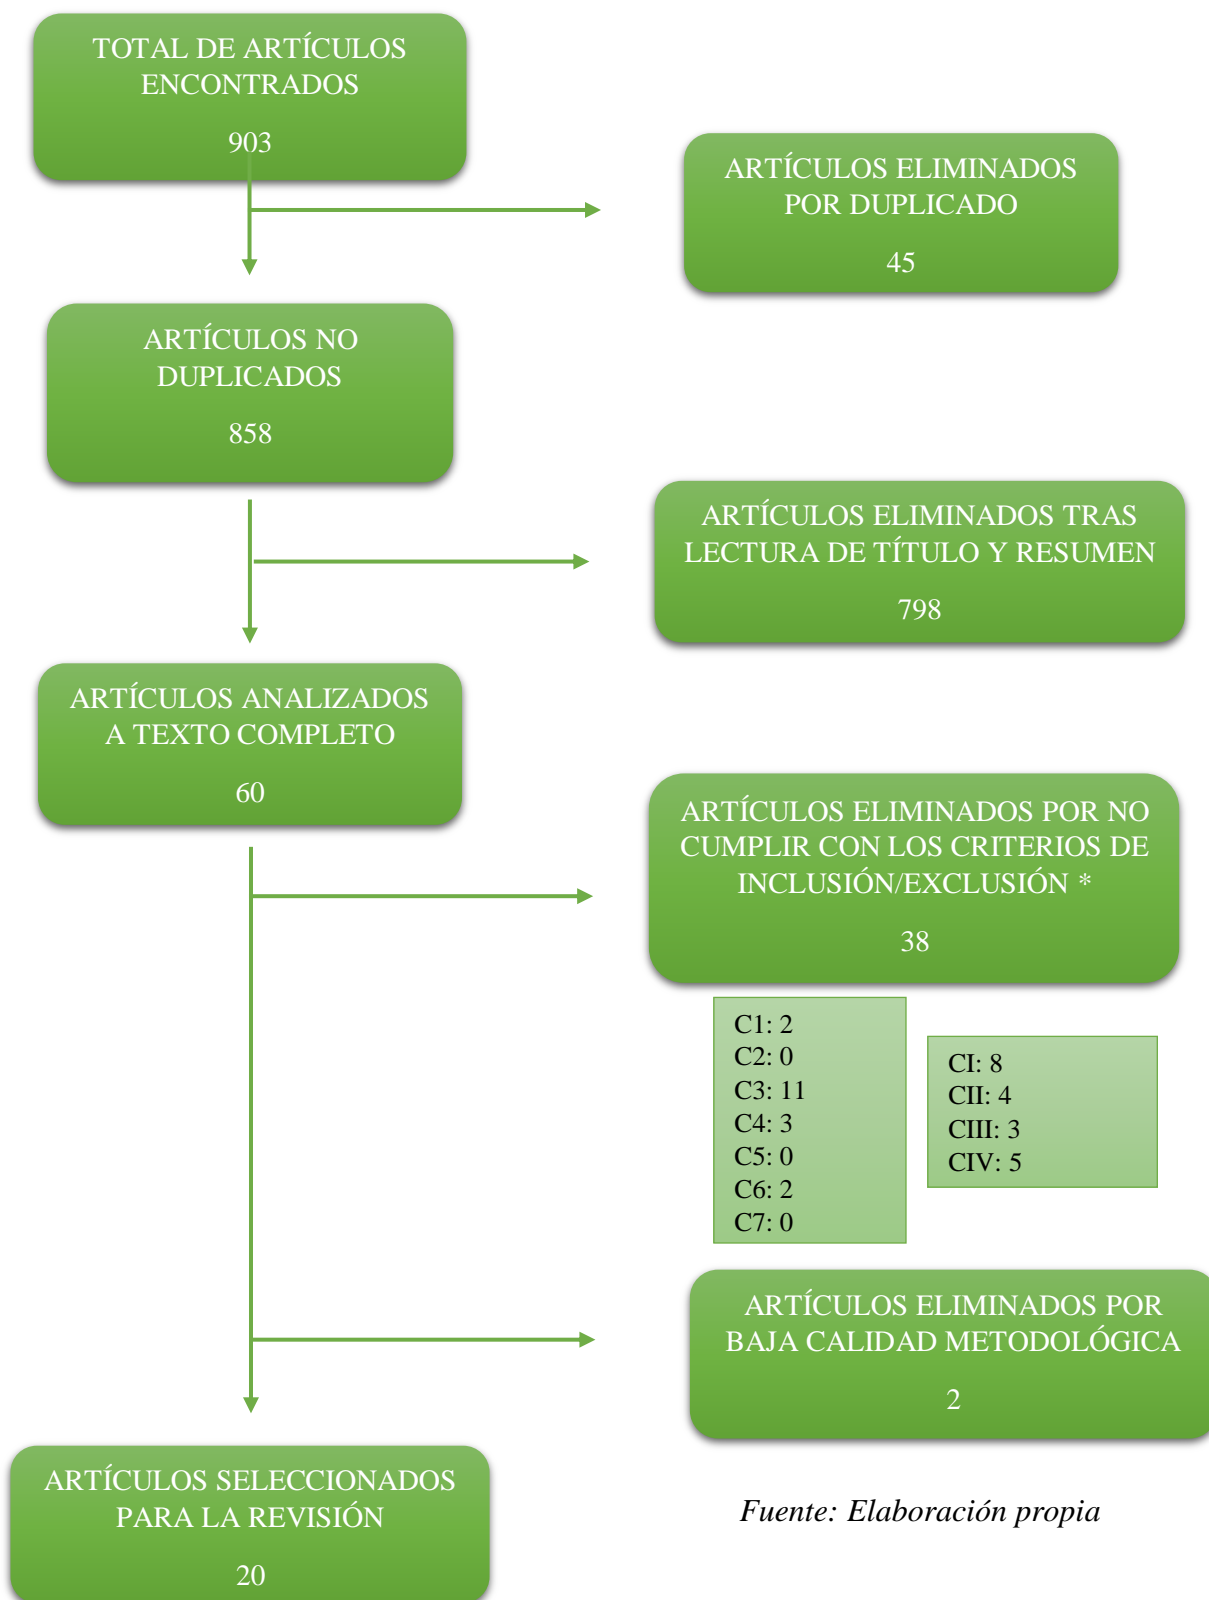 TOTAL DE ARTÍCULOS
ENCONTRADOS
903
ARTÍCULOS ELIMINADOS
POR DUPLICADO
45
ARTÍCULOS NO
DUPLICADOS
858
ARTÍCULOS ELIMINADOS TRAS
LECTURA DE TÍTULO Y RESUMEN
798
ARTÍCULOS ANALIZADOS
A TEXTO COMPLETO
60
ARTÍCULOS ELIMINADOS POR NO
CUMPLIR CON LOS CRITERIOS DE
INCLUSIÓN/EXCLUSIÓN *
38
C1: 2
C2: 0
C3: 11
C4: 3
C5: 0
C6: 2
C7: 0
CI: 8
CII: 4
CIII: 3
CIV: 5
ARTÍCULOS ELIMINADOS POR
BAJA CALIDAD METODOLÓGICA
2
ARTÍCULOS SELECCIONADOS
PARA LA REVISIÓN
20
Fuente: Elaboración propia